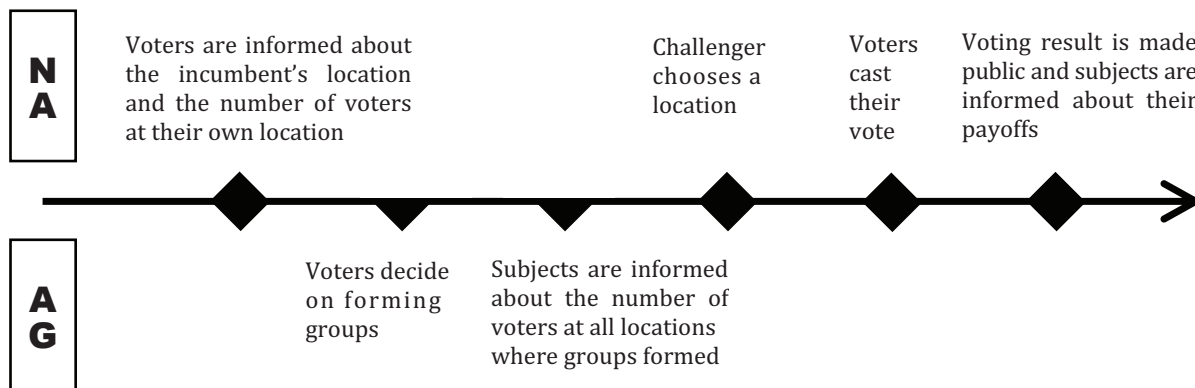 N
A
Voters are informed about
the incumbent's location
and the number of voters
at their own location
Challenger
chooses a
location
Voters
cast
their
vote
Voting result is made
public and subjects are
informed about their
payoffs
A
G
Voters decide
on forming
groups
Subjects are informed
about the number of
voters at all locations
where groups formed